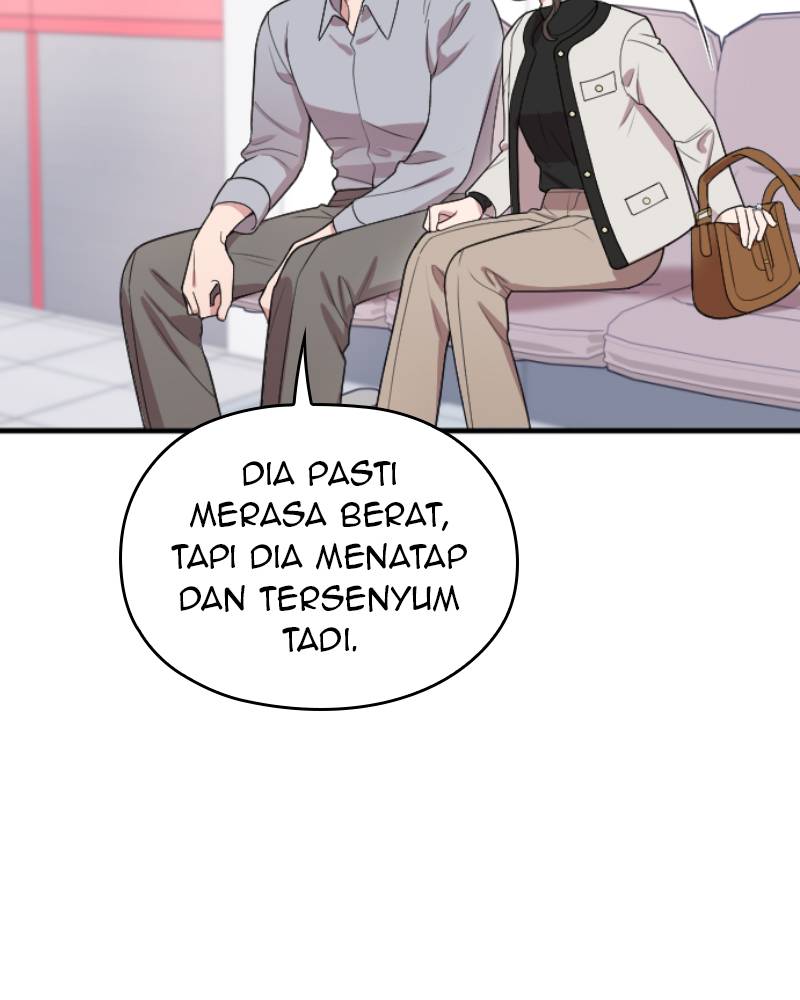 DIA PASTI
MERASA BERAT,
TAPI DIA MENATAP
DAN TERSENYUM
TADI.